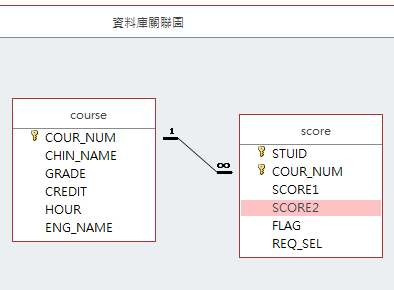 資料庫關聯圖
course
COUR_NUM
CHIN_NAME
GRADE
CREDIT
HOUR
ENG_NAME
1
∞
score
STUID
COUR_NUM
SCORE1
SCORE2
FLAG
REQ_SEL